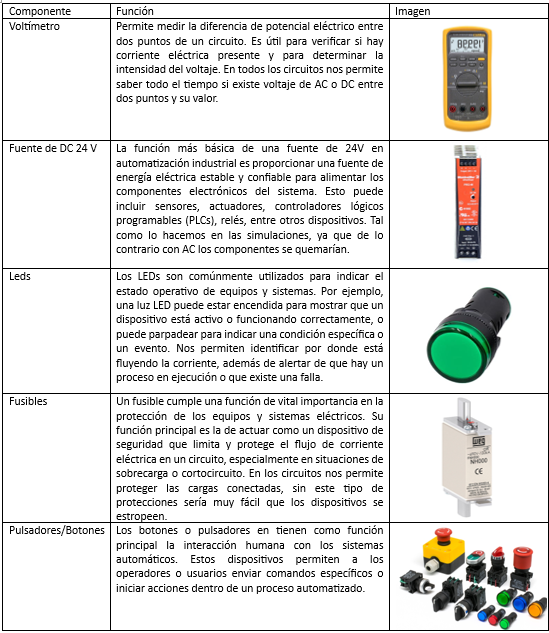 Componente Función Imagen
Voltímetro
Permite medir la diferencia de potencial eléctrico entre
dos puntos de un circuito. Es útil para verificar si hay
corriente eléctrica presente y para determinar la
intensidad del voltaje. En todos los circuitos nos permite
saber todo el tiempo si existe voltaje de AC o DC entre
dos puntos y su valor.
Fuente de DC 24 V
La función más básica de una fuente de 24V en
automatización industrial es proporcionar una fuente de
energía eléctrica estable y confiable para alimentar los
componentes electrónicos del sistema. Esto puede
incluir sensores, actuadores, controladores lógicos
programables (PLCs), relés, entre otros dispositivos. Tal
como lo hacemos en las simulaciones, ya que de lo
contrario con AC los componentes se quemarían.
Leds
Los LEDs son comúnmente utilizados para indicar el
estado operativo de equipos y sistemas. Por ejemplo,
una luz LED puede estar encendida para mostrar que un
dispositivo está activo o funcionando correctamente, o
puede parpadear para indicar una condición específica o
un evento. Nos permiten identificar por donde está
fluyendo la corriente, además de alertar de que hay un
proceso en ejecución o que existe una falla.
Fusibles
Un fusible cumple una función de vital importancia en la
protección de los equipos y sistemas eléctricos. Su
función principal es la de actuar como un dispositivo de
seguridad que limita y protege el flujo de corriente
eléctrica en un circuito, especialmente en situaciones de
sobrecarga o cortocircuito. En los circuitos nos permite
proteger las cargas conectadas, sin este tipo de
protecciones sería muy fácil que los dispositivos se
estropeen.
WEG
NH000
CE
Pulsadores/Botones
Los botones o pulsadores en tienen como función
principal la interacción humana con los sistemas
automáticos. Estos dispositivos permiten a los
operadores o usuarios enviar comandos específicos o
iniciar acciones dentro de un proceso automatizado.